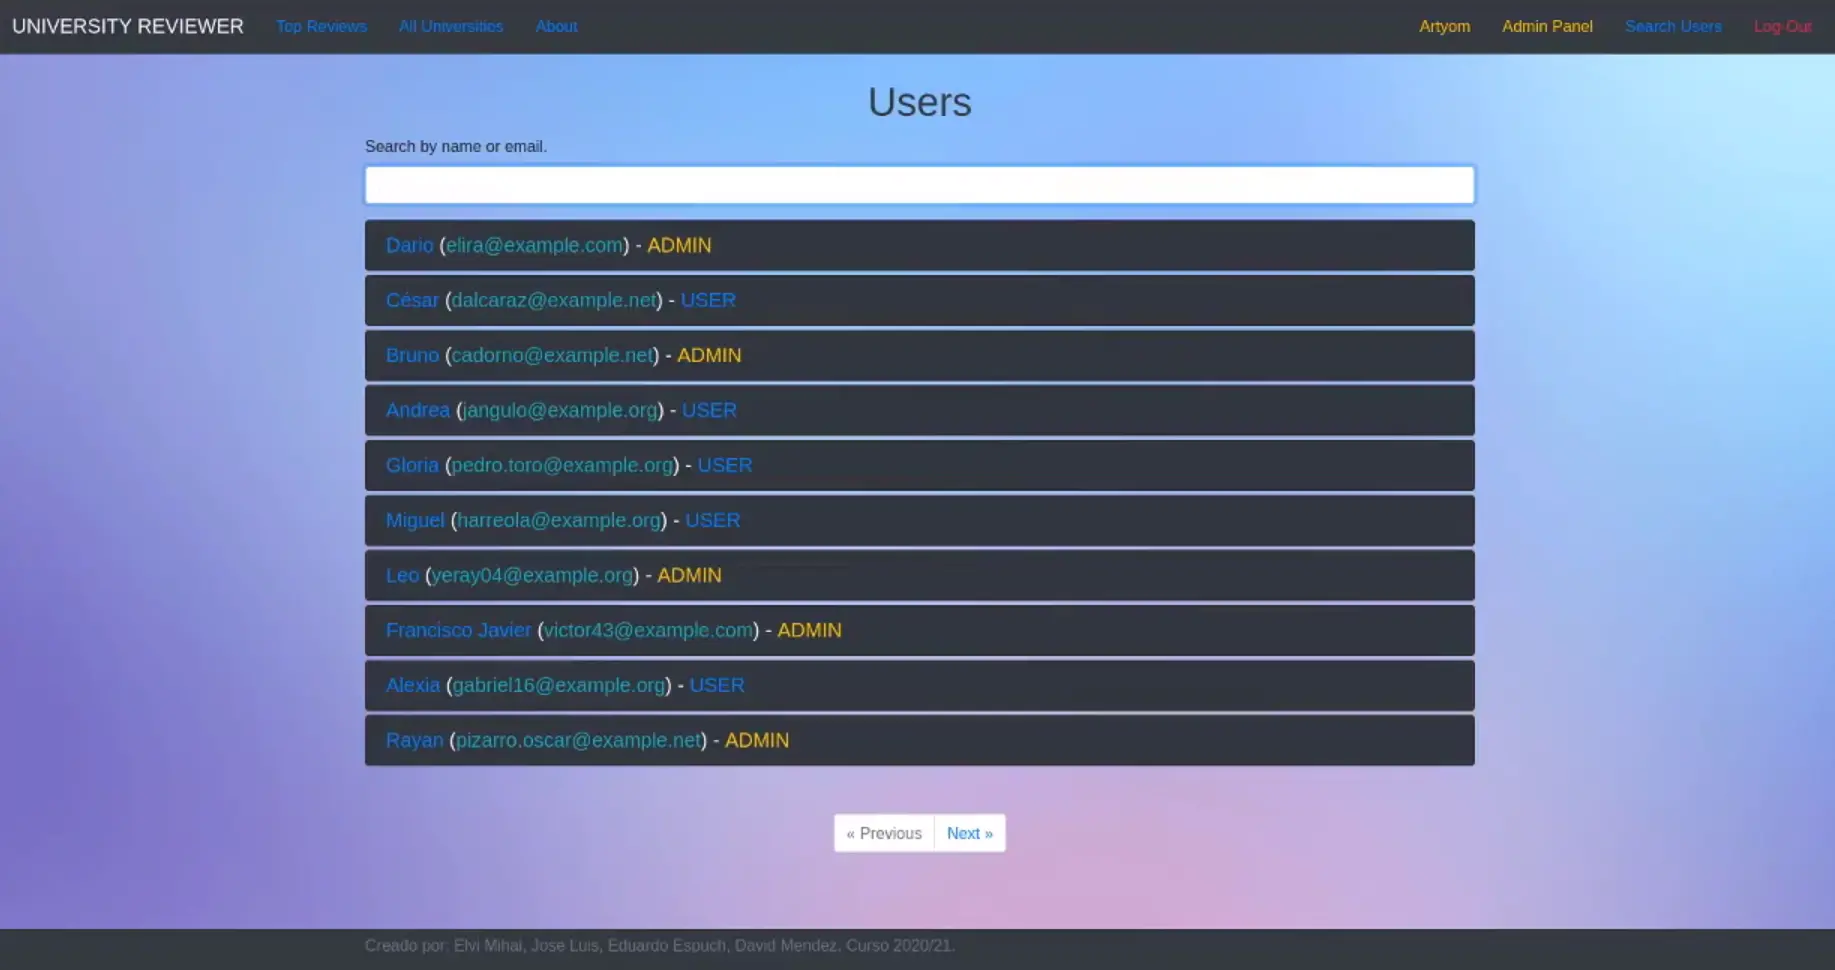 UNIVERSITY REVIEWER Top Reviews All Universities About Artyom Admin Panel Search Users Log-Out
Users
Search by name or email.
Dario (elira@example.com) - ADMIN
César (dalcaraz@example.net) - USER
Bruno (cadorno@example.net) - ADMIN
Andrea (jangulo@example.org) - USER
Gloria (pedro.toro@example.org) - USER
Miguel (harreola@example.org) - USER
Leo (yeray04@example.org) - ADMIN
Francisco Javier (victor43@example.com) - ADMIN
Alexia (gabriel16@example.org) - USER
Rayan (pizarro.oscar@example.net) - ADMIN
« Previous Next »
Creado por: Elvi Mihai, Jose Luis, Eduardo Espuch, David Mendez. Curso 2020/21.